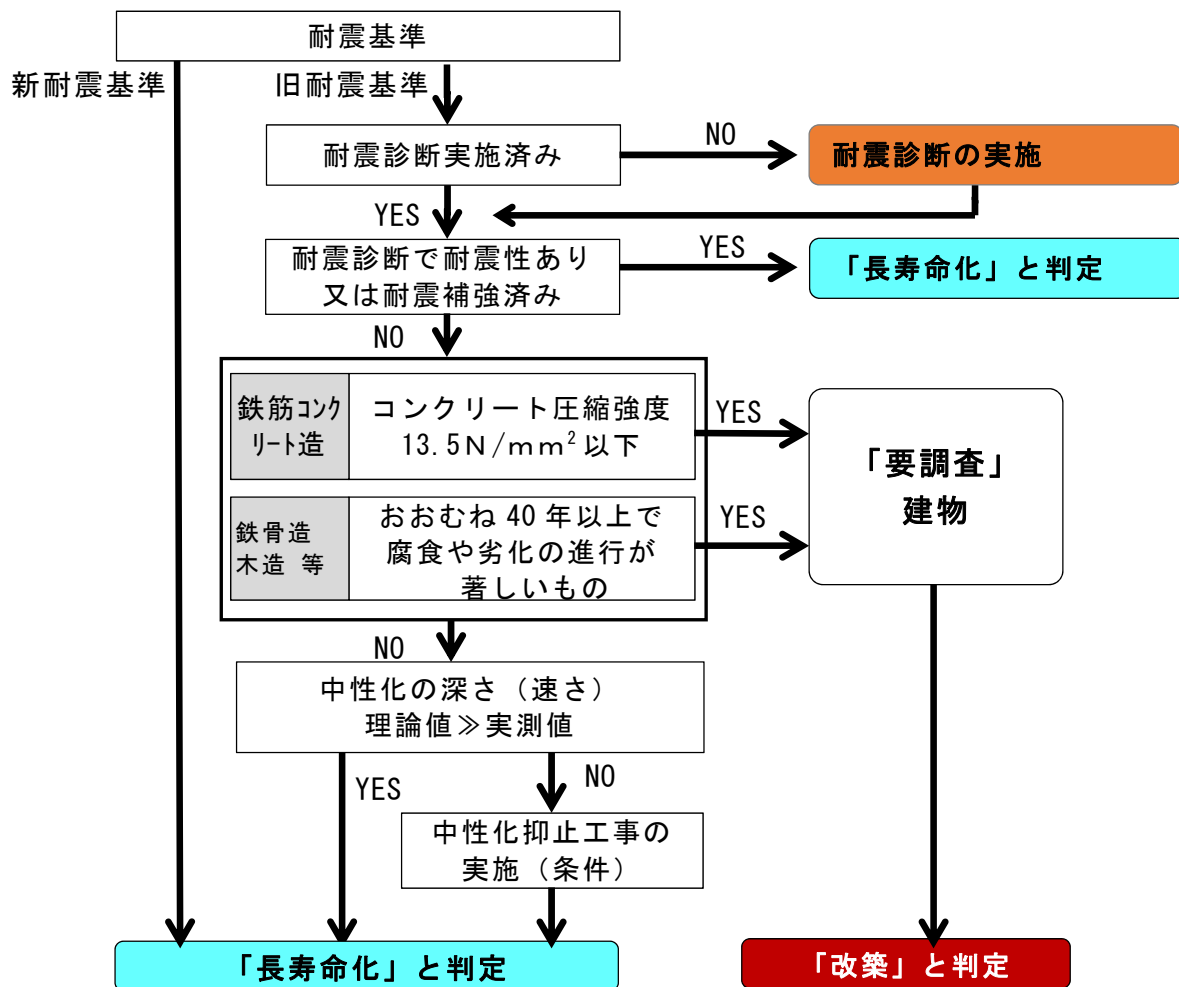 耐震基準
新耐震基準
旧耐震基準
耐震診断実施済み
NO
耐震診断の実施
YES
耐震診断で耐震性あり
又は耐震補強済み
YES
「長寿命化」と判定
NO
鉄筋コンク
リート造
コンクリート圧縮強度
13.5N/mm²以下
YES
「要調査」
建物
鉄骨造
木造 等
おおむね 40 年以上で
腐食や劣化の進行が
著しいもの
YES
NO
中性化の深さ（速さ）
理論値≫実測値
YES
NO
中性化抑止工事の
実施（条件）
「長寿命化」と判定
「改築」と判定